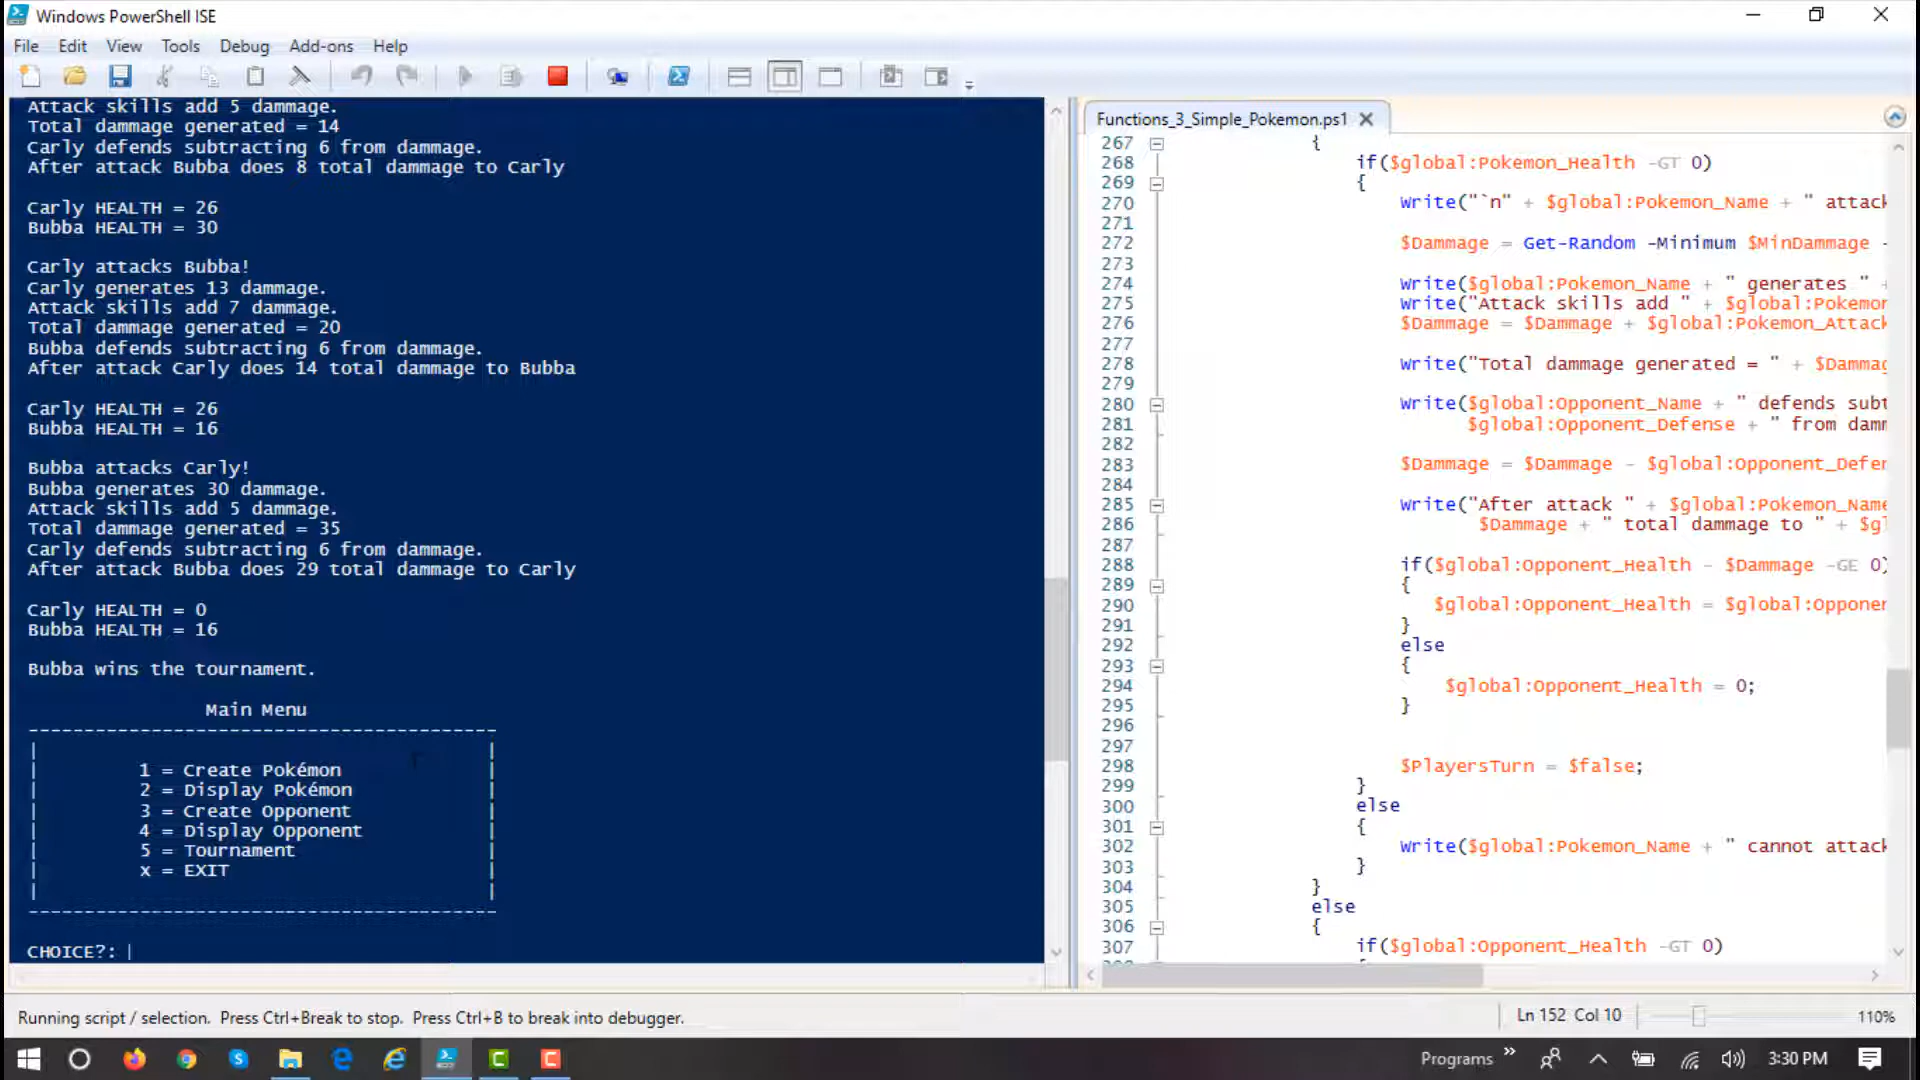 Windows PowerShell ISE
File Edit View Tools Debug Add-ons Help
Attack skills add 5 dammage.
Total dammage generated = 14
Carly defends subtracting 6 from dammage.
After attack Bubba does 8 total dammage to Carly
Carly HEALTH = 26
Bubba HEALTH = 30
Carly attacks Bubba!
Carly generates 13 dammage.
Attack skills add 7 dammage.
Total dammage generated = 20
Bubba defends subtracting 6 from dammage.
After attack Carly does 14 total dammage to Bubba
Carly HEALTH = 26
Bubba HEALTH = 16
Bubba attacks Carly!
Bubba generates 30 dammage.
Attack skills add 5 dammage.
Total dammage generated = 35
Carly defends subtracting 6 from dammage.
After attack Bubba does 29 total dammage to Carly
Carly HEALTH = 0
Bubba HEALTH = 16
Bubba wins the tournament.
Main Menu
1 = Create Pokémon
2 = Display Pokémon
3 = Create Opponent
4 = Display Opponent
5 = Tournament
x = EXIT
CHOICE?:
Functions_3_Simple_Pokemon.ps1
267 {
268 if($global:Pokemon_Health -GT 0)
269 {
270 Write("`n" + $global:Pokemon_Name + " attack
271
272 $Dammage = Get-Random -Minimum $MinDammage -
273
274 Write($global:Pokemon_Name + " generates " +
275 Write("Attack skills add " + $global:Pokemon
276 $Dammage = $Dammage + $global:Pokemon_Attack
277
278 Write("Total dammage generated = " + $Dammag
279
280 Write($global:Opponent_Name + " defends subt
281 $global:Opponent_Defense + " from damm
282
283 $Dammage = $Dammage - $global:Opponent_Defen
284
285 Write("After attack " + $global:Pokemon_Name
286 $Dammage + " total dammage to " + $gl
287
288 if($global:Opponent_Health - $Dammage -GE 0)
289 {
290 $global:Opponent_Health = $global:Opponen
291 }
292 else
293 {
294 $global:Opponent_Health = 0;
295 }
296
297
298 $PlayersTurn = $false;
299 }
300 else
301 {
302 Write($global:Pokemon_Name + " cannot attack
303 }
304 }
305 else
306 {
307 if($global:Opponent_Health -GT 0)
Running script / selection. Press Ctrl+Break to stop. Press Ctrl+B to break into debugger.
Ln 152 Col 10
110%
Programs
3:30 PM